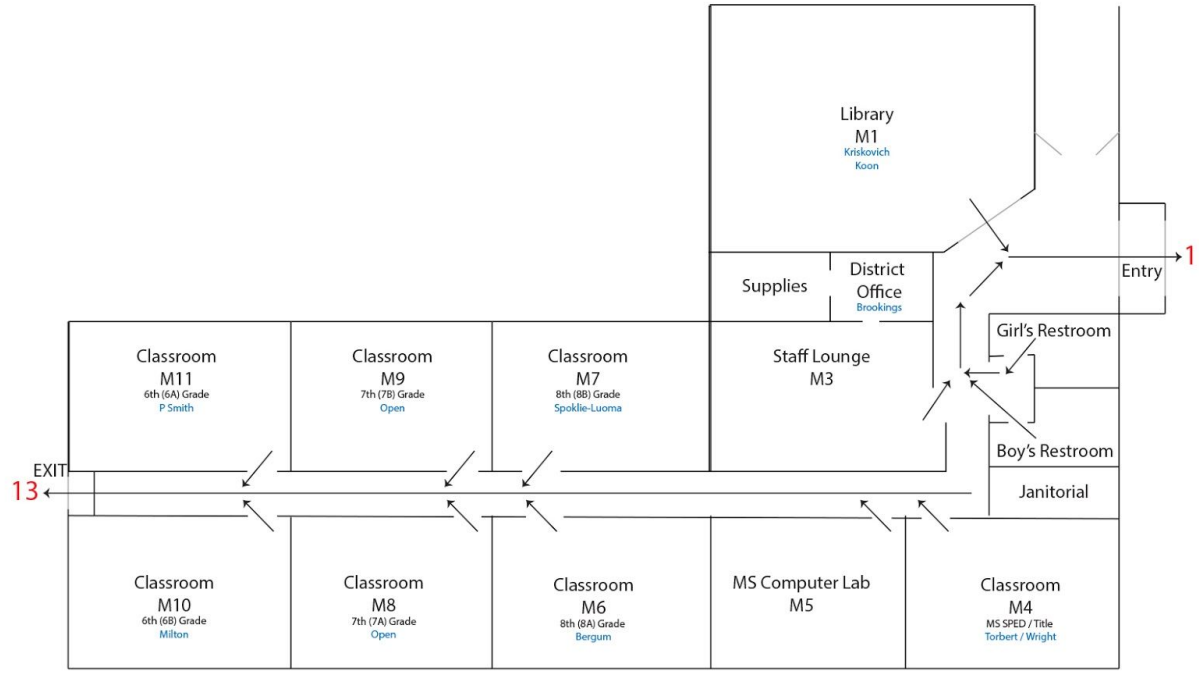 Library
M1
Kriskovich
Koon
1
Entry
Supplies
District
Office
Brookings
Girl's Restroom
Classroom
M11
6th (6A) Grade
P Smith
Classroom
M9
7th (7B) Grade
Open
Classroom
M7
8th (8B) Grade
Spoklie-Luoma
Staff Lounge
M3
Boy's Restroom
EXIT
13
Janitorial
Classroom
M10
6th (6B) Grade
Milton
Classroom
M8
7th (7A) Grade
Open
Classroom
M6
8th (8A) Grade
Bergum
MS Computer Lab
M5
Classroom
M4
MS SPED / Title
Torbert / Wright